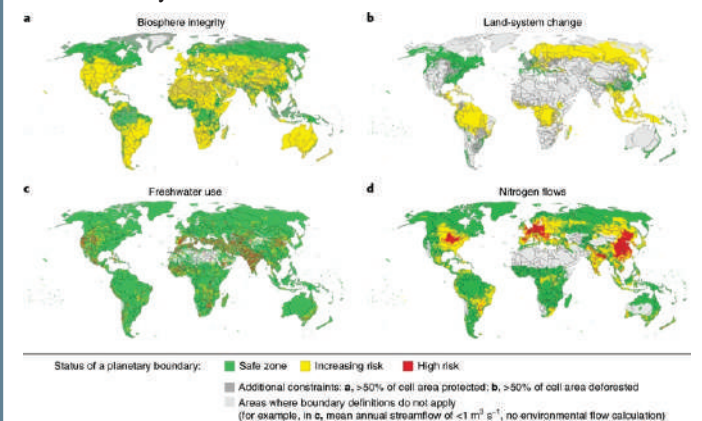 a Biosphere integrity
b Land-system change
c Freshwater use
d Nitrogen flows
Status of a planetary boundary: Safe zone Increasing risk High risk
Additional constraints: a, >50% of cell area protected; b, >50% of cell area deforested
Areas where boundary definitions do not apply
(for example, in c, mean annual streamflow of <1 m³ s⁻¹, no environmental flow calculation)